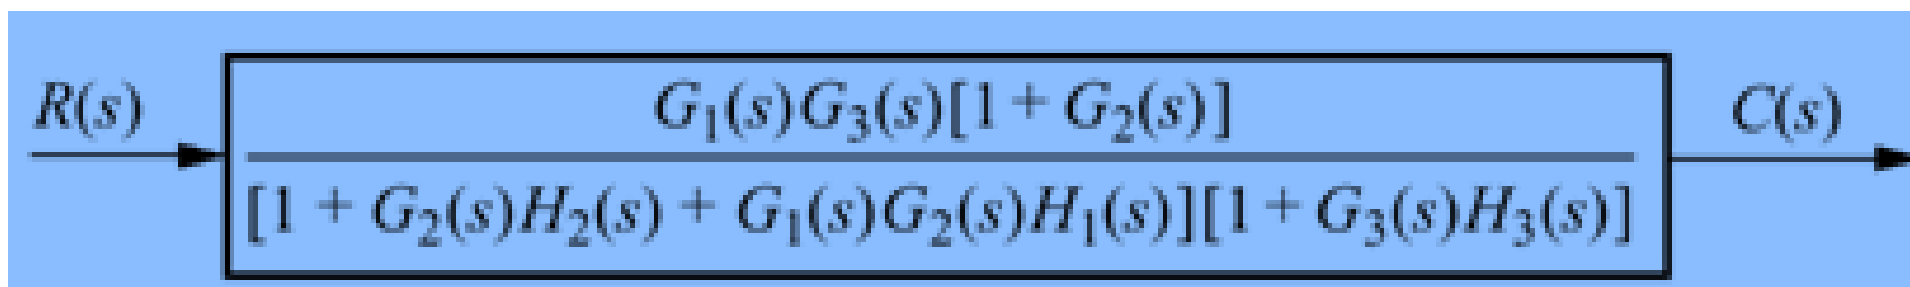 R(s)
G₁(s)G₃(s)[1 + G₂(s)]
C(s)
[1 + G₂(s)H₂(s) + G₁(s)G₂(s)H₁(s)][1 + G₃(s)H₃(s)]